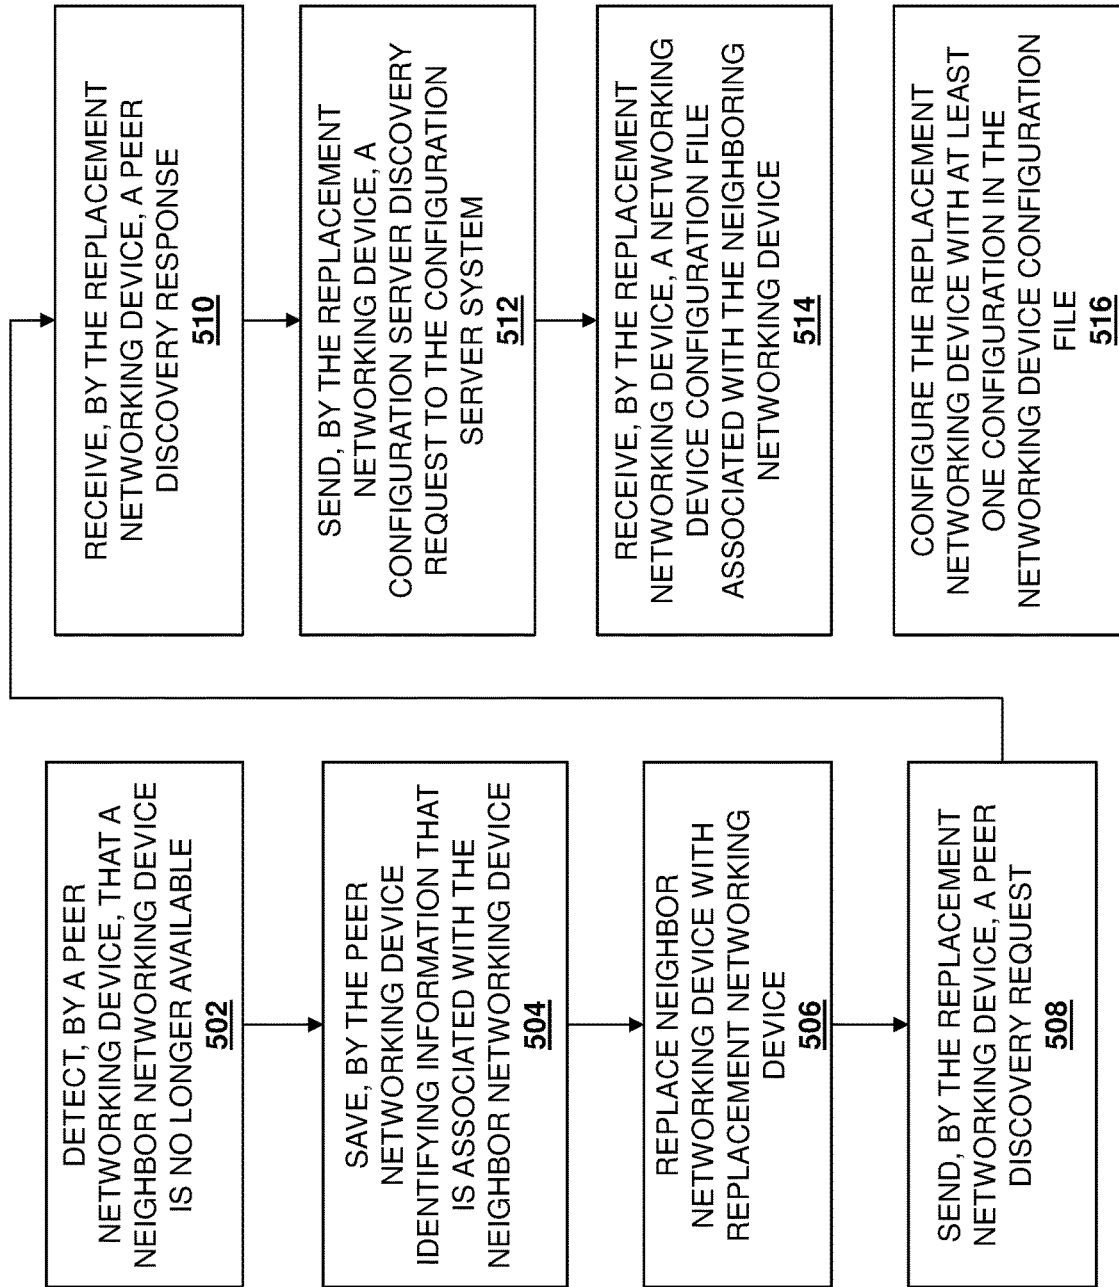 DETECT, BY A PEER
NETWORKING DEVICE, THAT A
NEIGHBOR NETWORKING DEVICE
IS NO LONGER AVAILABLE
502
SAVE, BY THE PEER
NETWORKING DEVICE
IDENTIFYING INFORMATION THAT
IS ASSOCIATED WITH THE
NEIGHBOR NETWORKING DEVICE
504
REPLACE NEIGHBOR
NETWORKING DEVICE WITH
REPLACEMENT NETWORKING
DEVICE
506
SEND, BY THE REPLACEMENT
NETWORKING DEVICE, A PEER
DISCOVERY REQUEST
508
RECEIVE, BY THE REPLACEMENT
NETWORKING DEVICE, A PEER
DISCOVERY RESPONSE
510
SEND, BY THE REPLACEMENT
NETWORKING DEVICE, A
CONFIGURATION SERVER DISCOVERY
REQUEST TO THE CONFIGURATION
SERVER SYSTEM
512
RECEIVE, BY THE REPLACEMENT
NETWORKING DEVICE, A NETWORKING
DEVICE CONFIGURATION FILE
ASSOCIATED WITH THE NEIGHBORING
NETWORKING DEVICE
514
CONFIGURE THE REPLACEMENT
NETWORKING DEVICE WITH AT LEAST
ONE CONFIGURATION IN THE
NETWORKING DEVICE CONFIGURATION
FILE
516